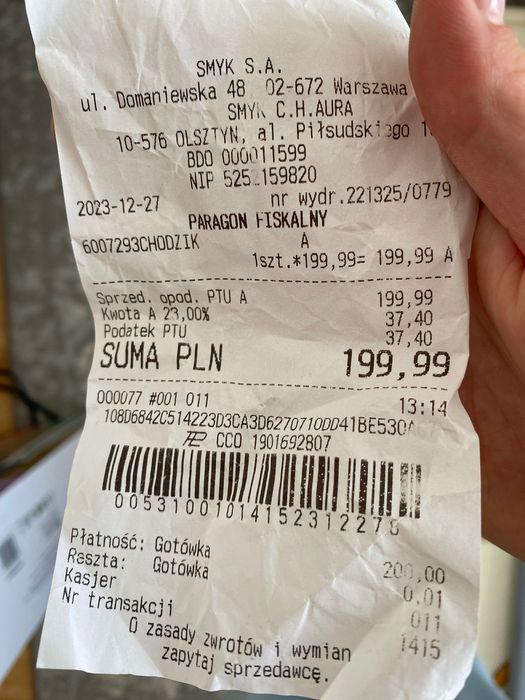 SMYK S.A.
ul. Domaniewska 48 02-672 Warszawa
SMYK C.H.AURA
10-576 OLSZTYN, al. Piłsudskiego
BDO 000011599
NIP
nr wydr.221325/0779
2023-12-27
PARAGON FISKALNY
6007293CHODZIK A
1szt.*199,99= 199,99 A
Sprzed. opod. PTU A 199,99
Kwota A 23,00% 37,40
Podatek PTU 37,40
SUMA PLN 199,99
000077 #001 011 13:14
CCO 1901692807
Płatność: Gotówka 200,00
Reszta: Gotówka 0,01
Kasjer 011
Nr transakcji 1415
O zasady zwrotów i wymian
zapytaj sprzedawcę.